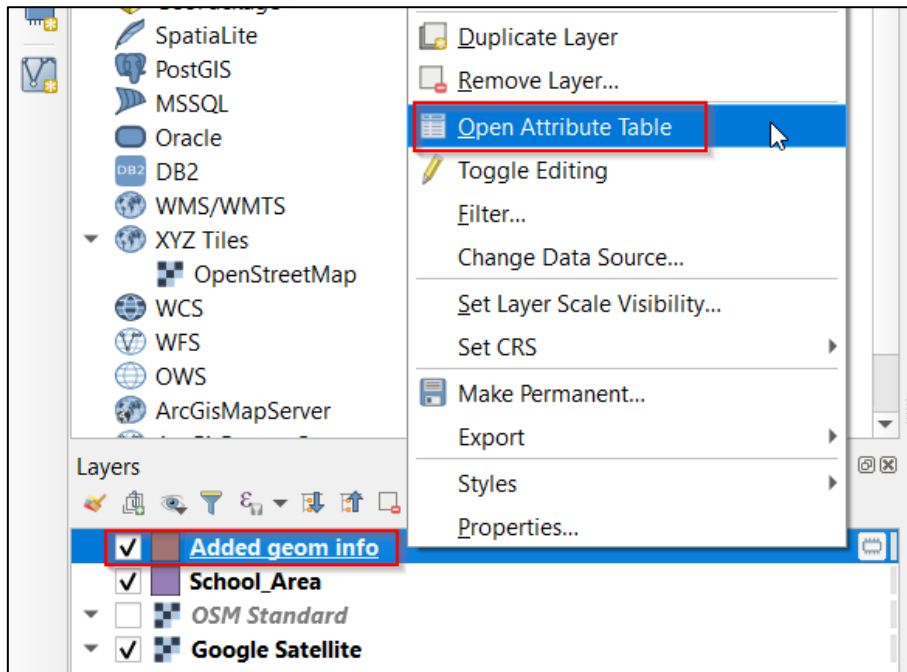 SpatiaLite
PostGIS
MSSQL
Oracle
DB2 DB2
WMS/WMTS
XYZ Tiles
OpenStreetMap
WCS
WFS
OWS
ArcGisMapServer
Duplicate Layer
Remove Layer...
Open Attribute Table
Toggle Editing
Filter...
Change Data Source...
Set Layer Scale Visibility...
Set CRS
Make Permanent...
Export
Styles
Properties...
Layers
Added geom info
School_Area
OSM Standard
Google Satellite